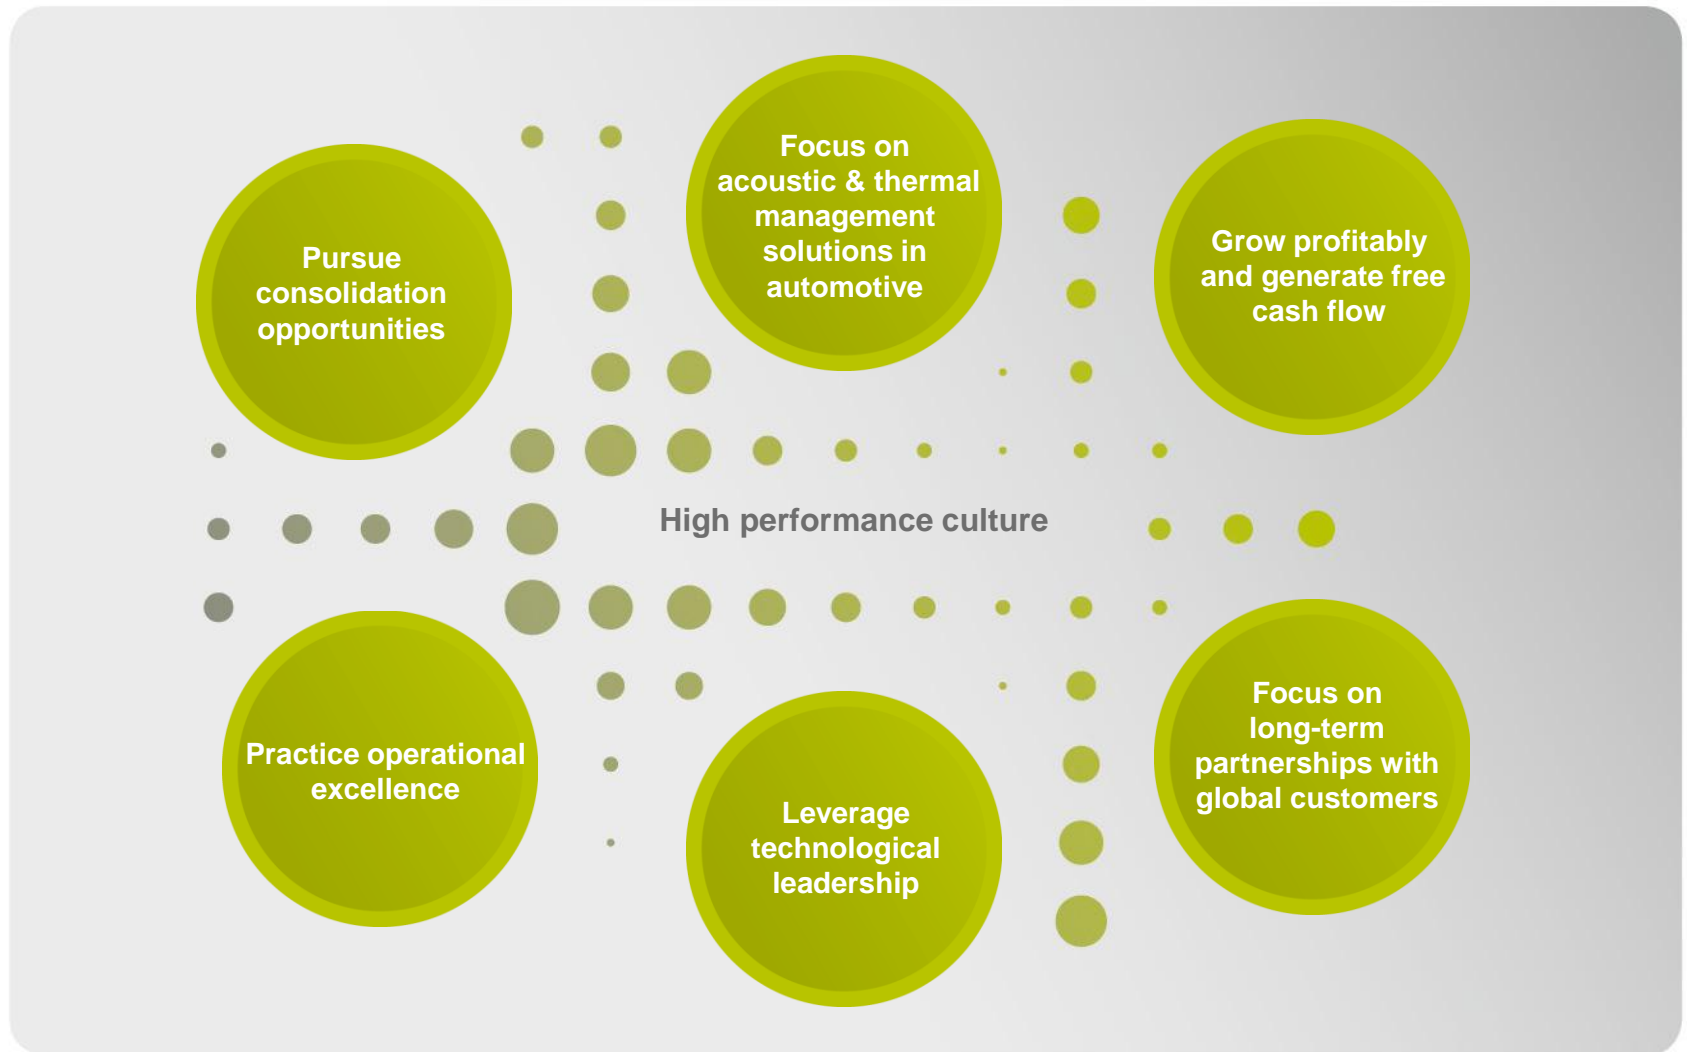 Focus on
acoustic & thermal
management
solutions in
automotive
Pursue
consolidation
opportunities
Grow profitably
and generate free
cash flow
High performance culture
Practice operational
excellence
Leverage
technological
leadership
Focus on
long-term
partnerships with
global customers